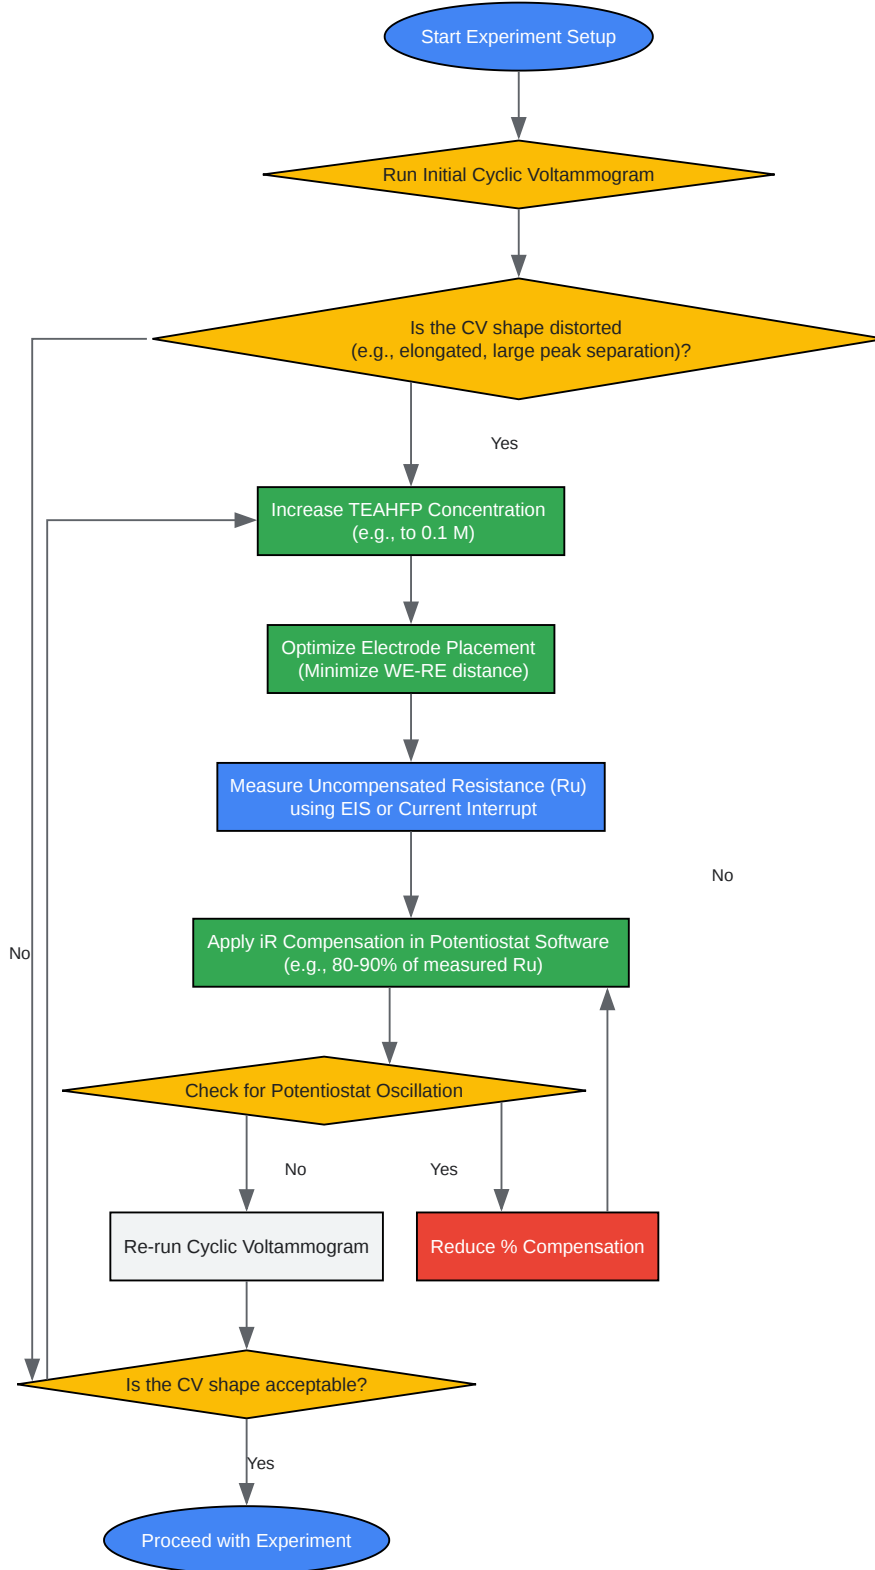 Start Experiment Setup
Run Initial Cyclic Voltammogram
Is the CV shape distorted
(e.g., elongated, large peak separation)?
Yes
Increase TEAHFP Concentration
(e.g., to 0.1 M)
Optimize Electrode Placement
(Minimize WE-RE distance)
Measure Uncompensated Resistance (Ru)
using EIS or Current Interrupt
No
Apply iR Compensation in Potentiostat Software
(e.g., 80-90% of measured Ru)
No
Check for Potentiostat Oscillation
No
Yes
Re-run Cyclic Voltammogram
Reduce % Compensation
Is the CV shape acceptable?
Yes
Proceed with Experiment